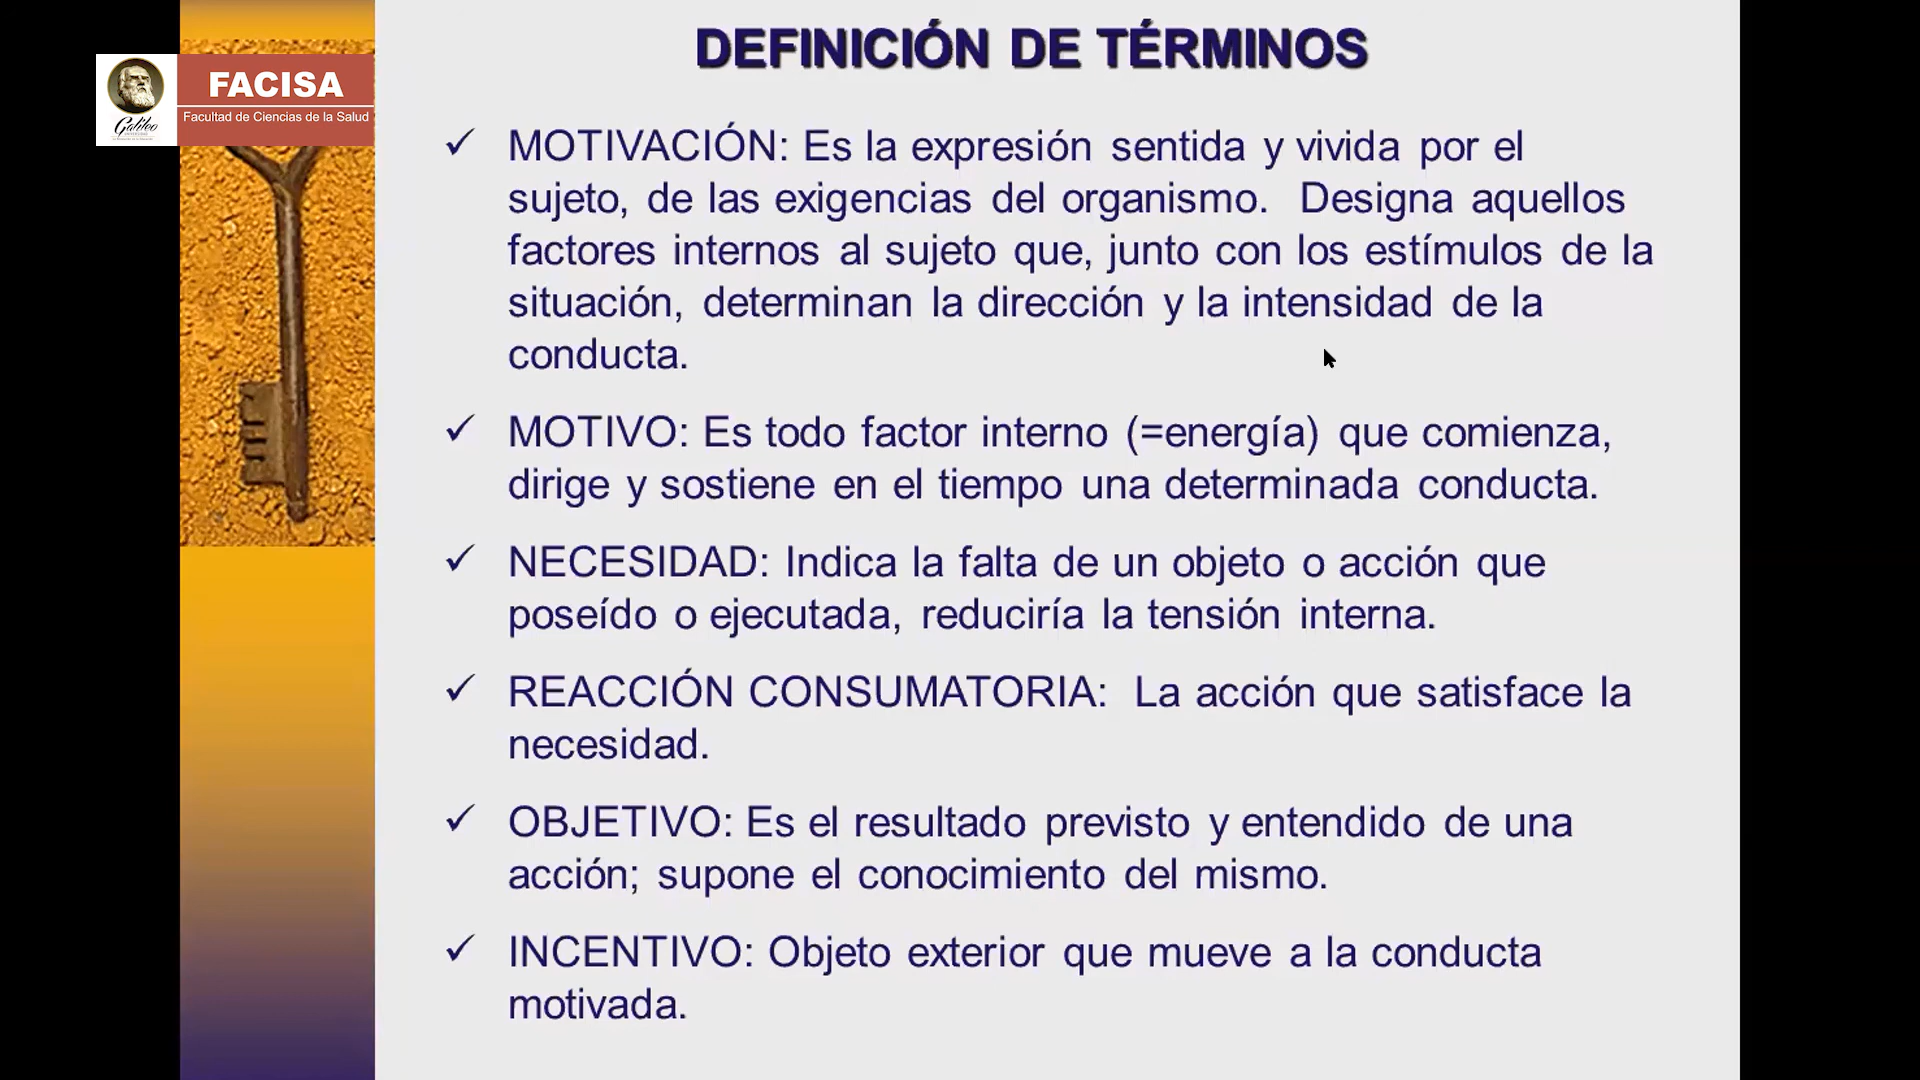 DEFINICIÓN DE TÉRMINOS
FACISA
Facultad de Ciencias de la Salud
Galileo
✓ MOTIVACIÓN: Es la expresión sentida y vivida por el
sujeto, de las exigencias del organismo. Designa aquellos
factores internos al sujeto que, junto con los estímulos de la
situación, determinan la dirección y la intensidad de la
conducta.
✓ MOTIVO: Es todo factor interno (=energía) que comienza,
dirige y sostiene en el tiempo una determinada conducta.
✓ NECESIDAD: Indica la falta de un objeto o acción que
poseído o ejecutada, reduciría la tensión interna.
✓ REACCIÓN CONSUMATORIA: La acción que satisface la
necesidad.
✓ OBJETIVO: Es el resultado previsto y entendido de una
acción; supone el conocimiento del mismo.
✓ INCENTIVO: Objeto exterior que mueve a la conducta
motivada.